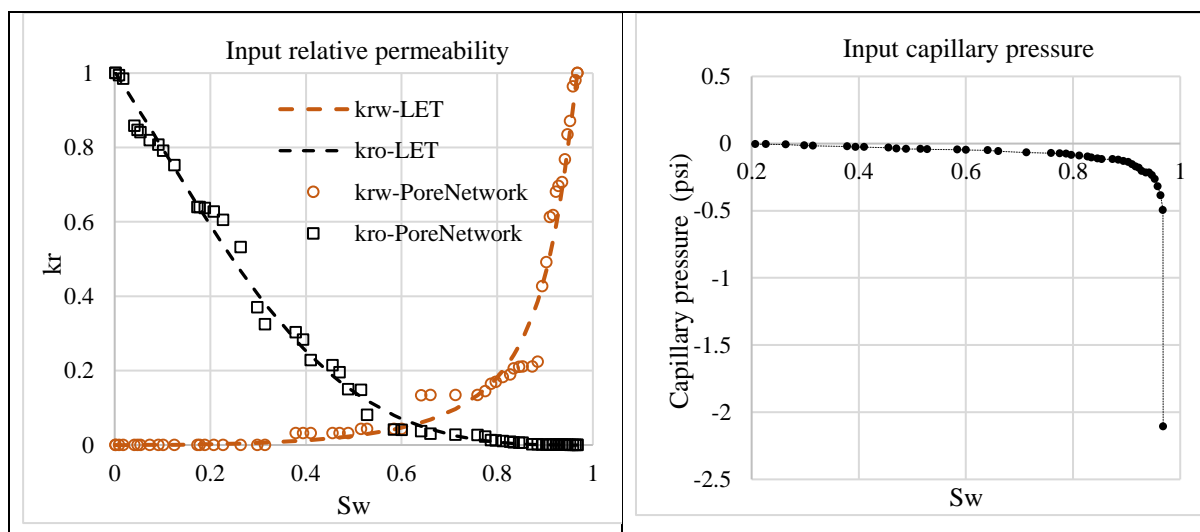 Input relative permeability
1
0.8
0.6
0.4
0.2
0
kr
krw-LET
kro-LET
krw-PoreNetwork
kro-PoreNetwork
0 0.2 0.4 0.6 0.8 1
Sw
Input capillary pressure
0.5
0
-0.5
-1
-1.5
-2
-2.5
Capillary pressure (psi)
0.2 0.4 0.6 0.8 1
Sw